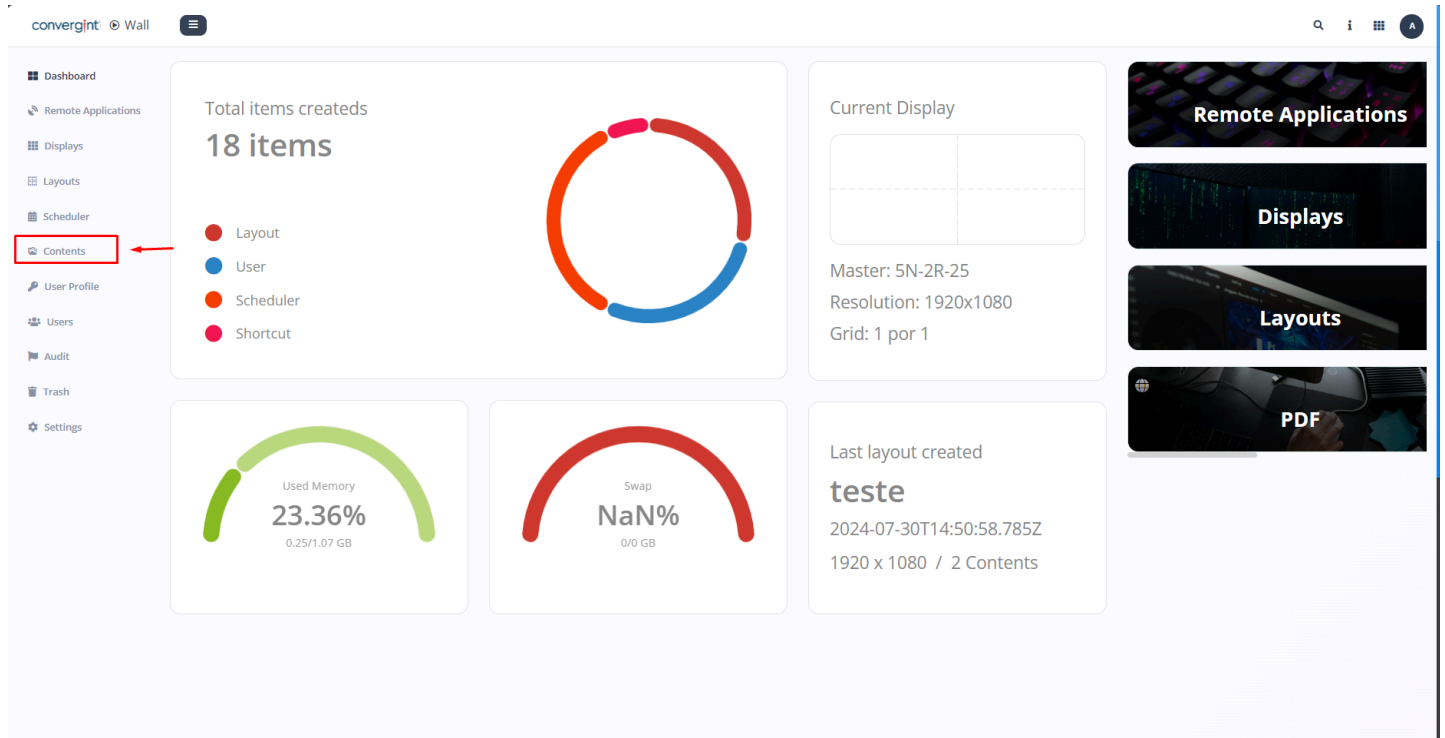 convergint Wall
A
Dashboard
Remote Applications
Displays
Layouts
Scheduler
Contents
User Profile
Users
Audit
Trash
Settings
Total items createds
18 items
Layout
User
Scheduler
Shortcut
Current Display
Master: 5N-2R-25
Resolution: 1920x1080
Grid: 1 por 1
Remote Applications
Displays
Layouts
PDF
Used Memory
23.36%
0.25/1.07 GB
Swap
NaN%
0/0 GB
Last layout created
teste
2024-07-30T14:50:58.785Z
1920 x 1080 / 2 Contents